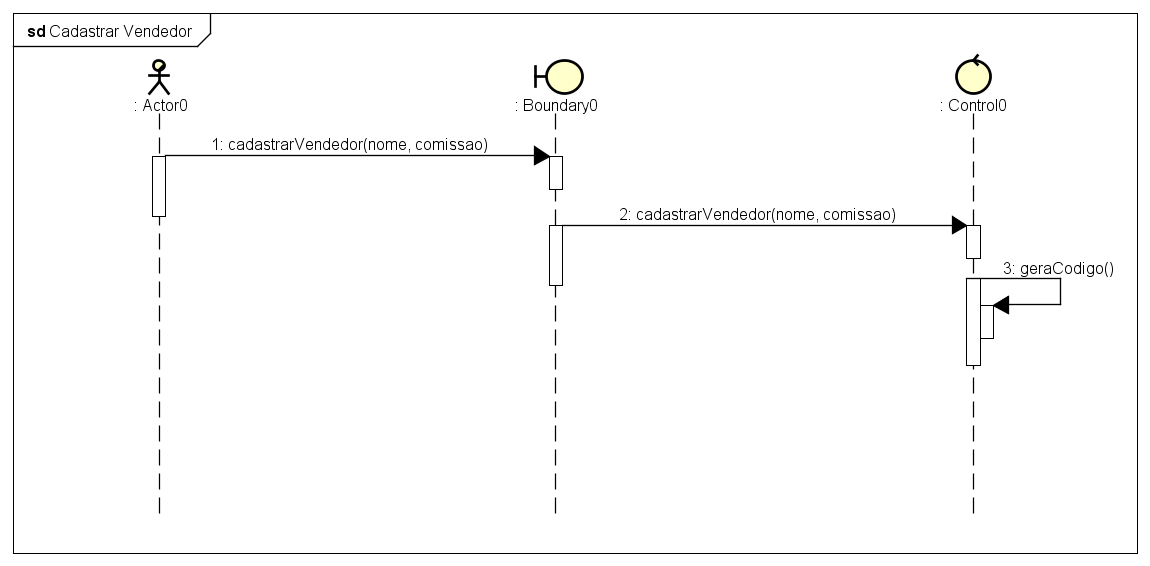 sd Cadastrar Vendedor
: Actor0
: Boundary0
: Control0
1: cadastrarVendedor(nome, comissao)
2: cadastrarVendedor(nome, comissao)
3: geraCodigo()